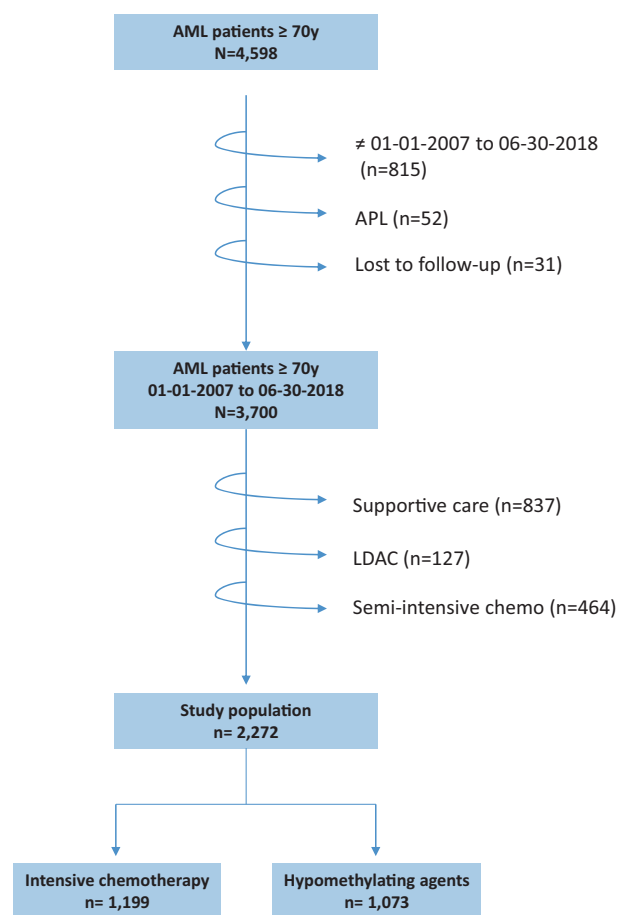 AML patients ≥ 70y
N=4,598
≠ 01-01-2007 to 06-30-2018
(n=815)
APL (n=52)
Lost to follow-up (n=31)
AML patients ≥ 70y
01-01-2007 to 06-30-2018
N=3,700
Supportive care (n=837)
LDAC (n=127)
Semi-intensive chemo (n=464)
Study population
n= 2,272
Intensive chemotherapy
n= 1,199
Hypomethylating agents
n= 1,073